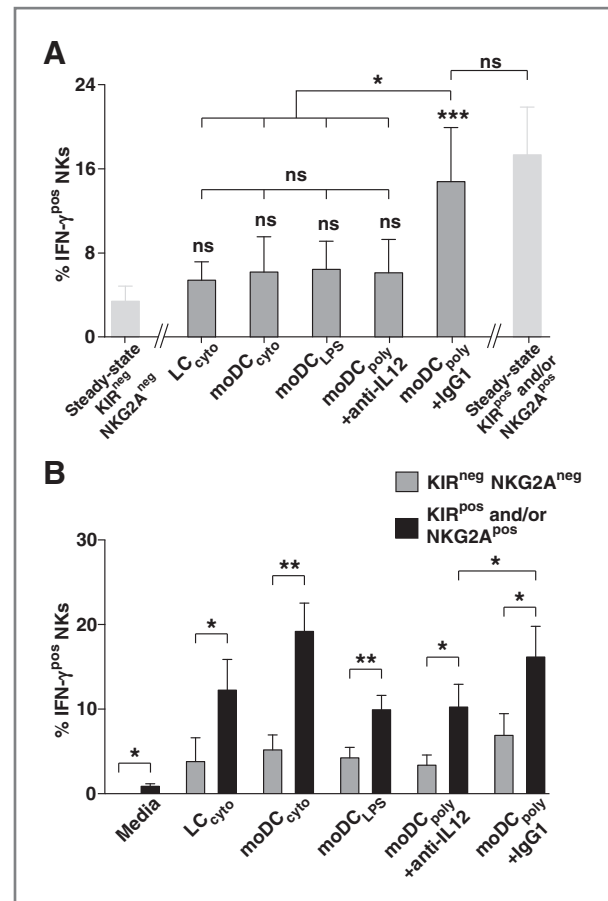 A
ns
*
24
***
16
ns
ns ns ns ns
8
0
% IFN-γpos NKs
Steady-state
KIRneg
NKG2Aneg
LCcyto
moDCcyto
moDCLPS
moDCpoly
+anti-IL12
moDCpoly
+IgG1
Steady-state
KIRpos and/or
NKG2Apos
B
KIRneg NKG2Aneg
KIRpos and/or
NKG2Apos
30
** *
* *
20
** *
10
*
0
% IFN-γpos NKs
Media
LCcyto
moDCcyto
moDCLPS
moDCpoly
+anti-IL12
moDCpoly
+IgG1